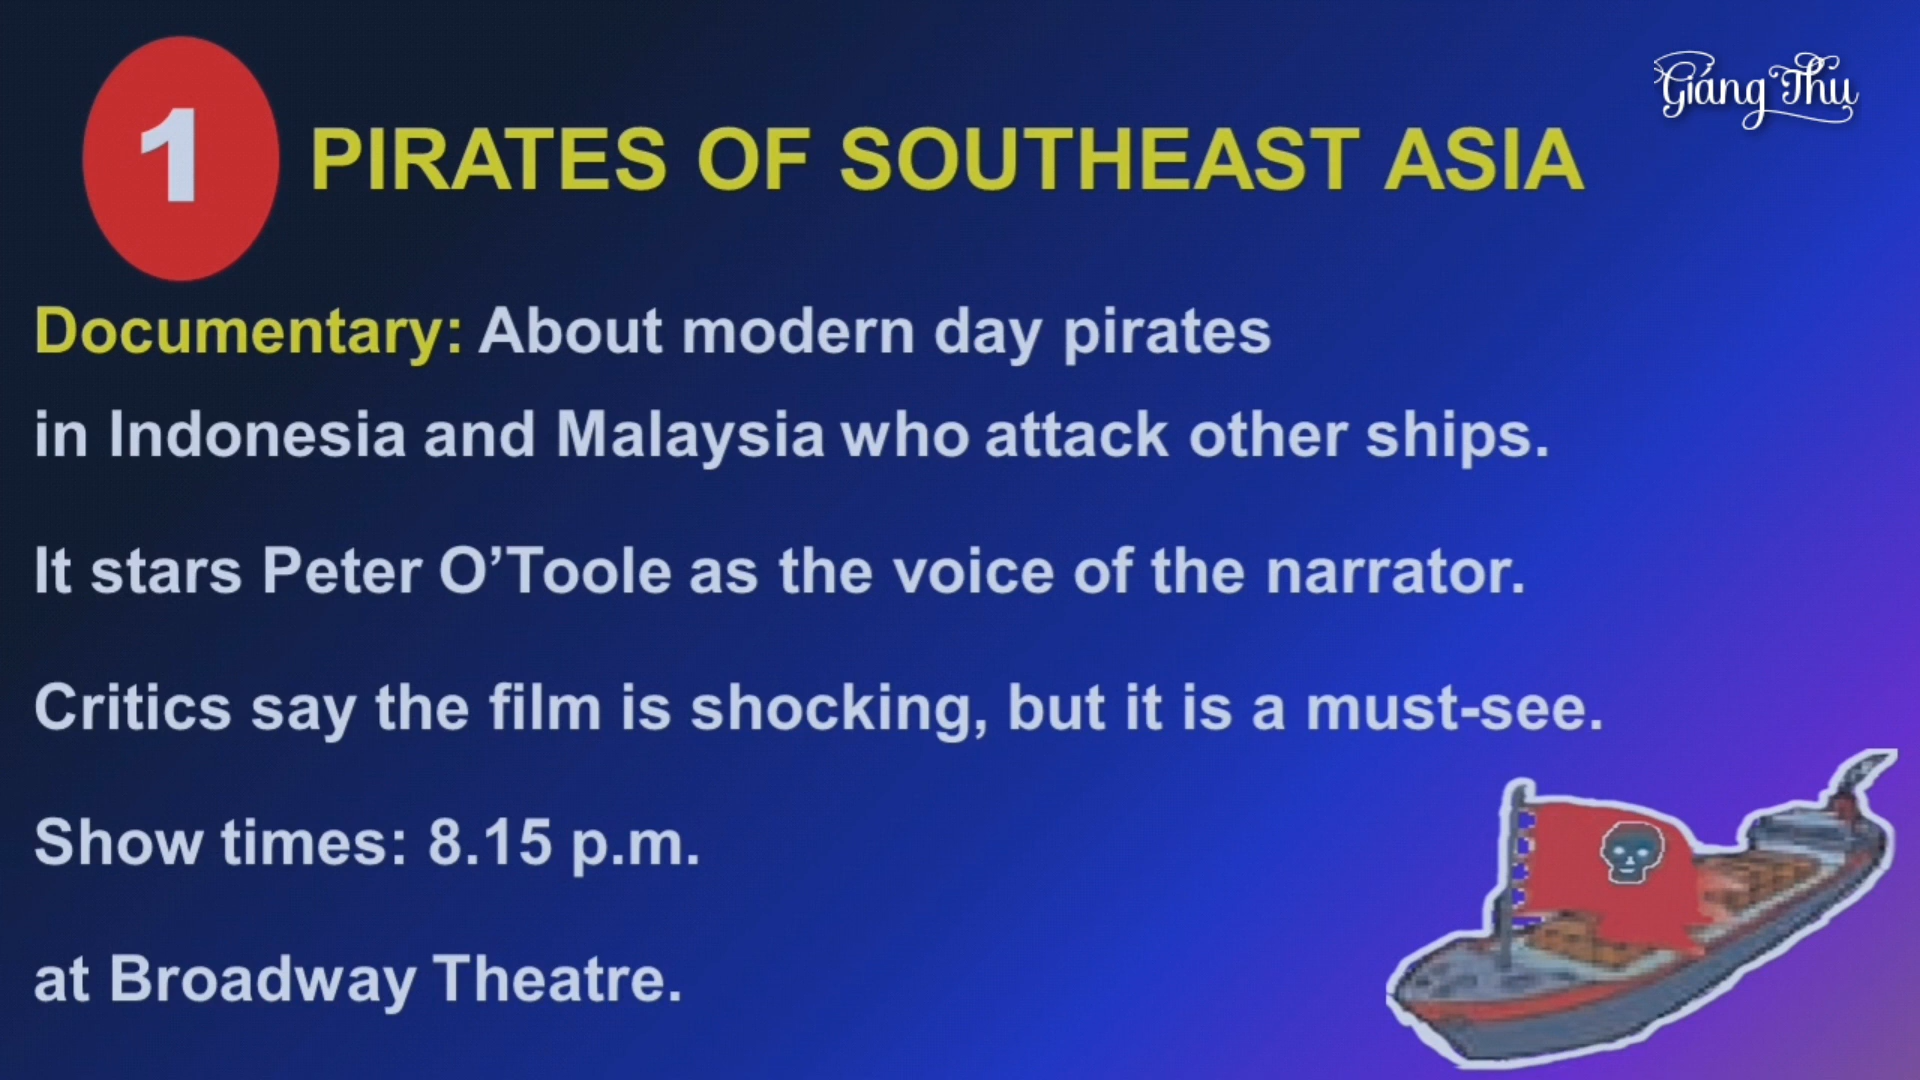 Giáng Thu
1 PIRATES OF SOUTHEAST ASIA
Documentary: About modern day pirates
in Indonesia and Malaysia who attack other ships.
It stars Peter O’Toole as the voice of the narrator.
Critics say the film is shocking, but it is a must-see.
Show times: 8.15 p.m.
at Broadway Theatre.